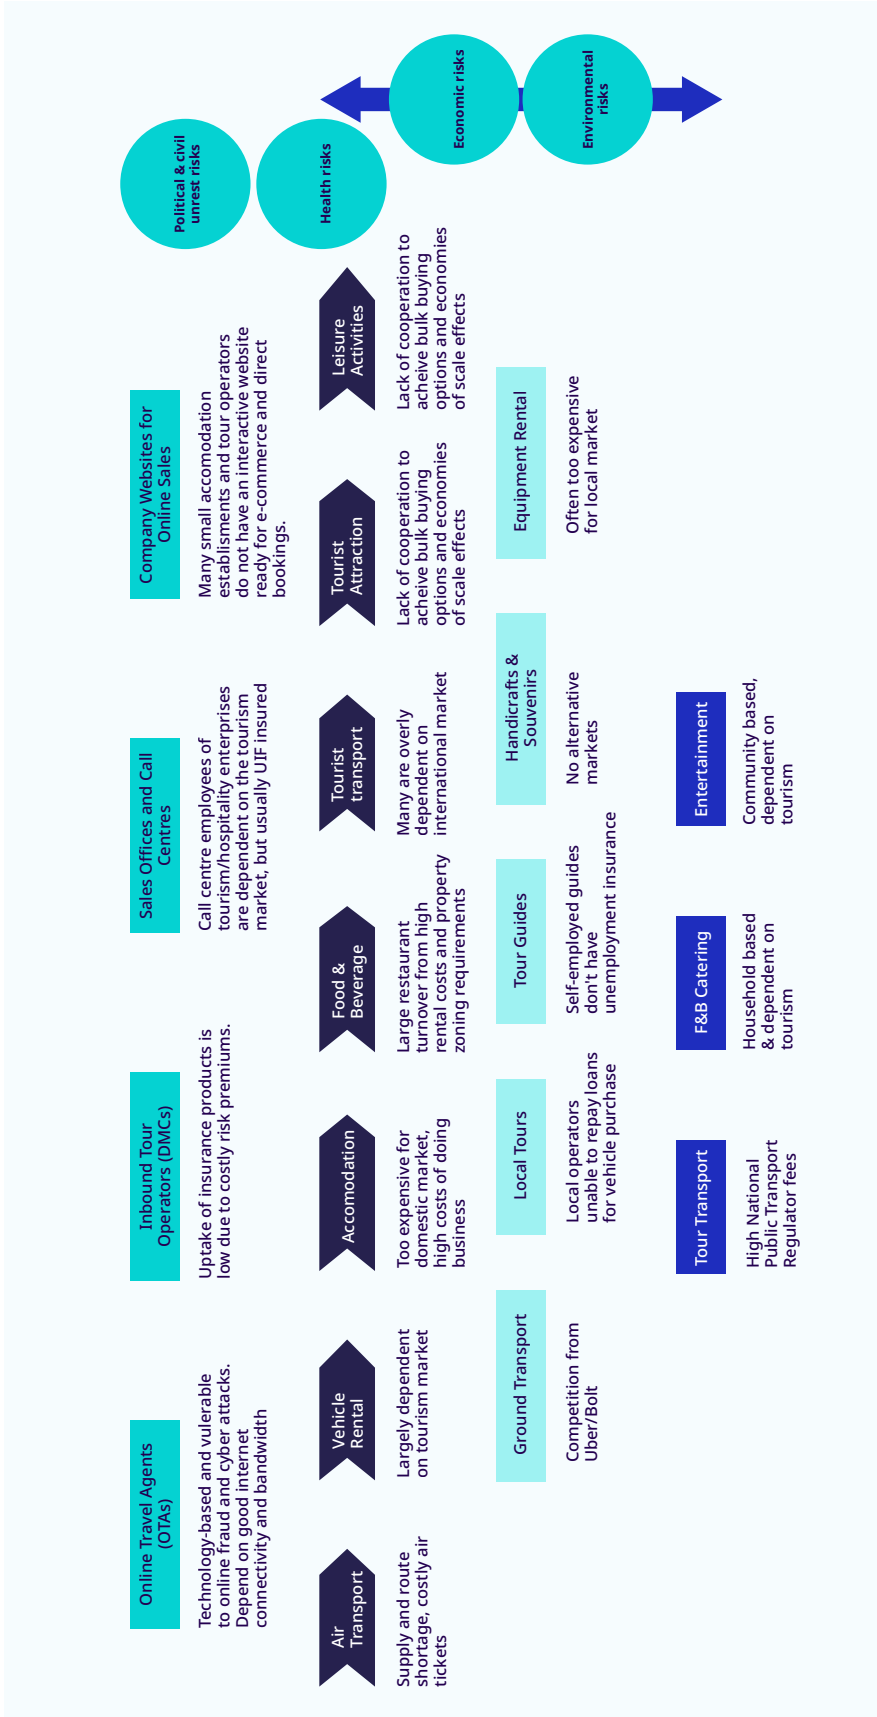 Online Travel Agents
(OTAs)
Technology-based and vulerable
to online fraud and cyber attacks.
Depend on good internet
connectivity and bandwidth
Inbound Tour
Operators (DMCs)
Uptake of insurance products is
low due to costly risk premiums.
Sales Offices and Call
Centres
Call centre employees of
tourism/hospitality enterprises
are dependent on the tourism
market, but usually UIF insured
Company Websites for
Online Sales
Many small accomodation
establisments and tour operators
do not have an interactive website
ready for e-commerce and direct
bookings.
Political & civil
unrest risks
Health risks
Economic risks
Environmental
risks
Air
Transport
Supply and route
shortage, costly air
tickets
Vehicle
Rental
Largely dependent
on tourism market
Accomodation
Too expensive for
domestic market,
high costs of doing
business
Food &
Beverage
Large restaurant
turnover from high
rental costs and property
zoning requirements
Tourist
transport
Many are overly
dependent on
international market
Tourist
Attraction
Lack of cooperation to
acheive bulk buying
options and economies
of scale effects
Leisure
Activities
Lack of cooperation to
acheive bulk buying
options and economies
of scale effects
Ground Transport
Competition from
Uber/Bolt
Local Tours
Local operators
unable to repay loans
for vehicle purchase
Tour Guides
Self-employed guides
don't have
unemployment insurance
Handicrafts &
Souvenirs
No alternative
markets
Equipment Rental
Often too expensive
for local market
Tour Transport
High National
Public Transport
Regulator fees
F&B Catering
Household based
& dependent on
tourism
Entertainment
Community based,
dependent on
tourism